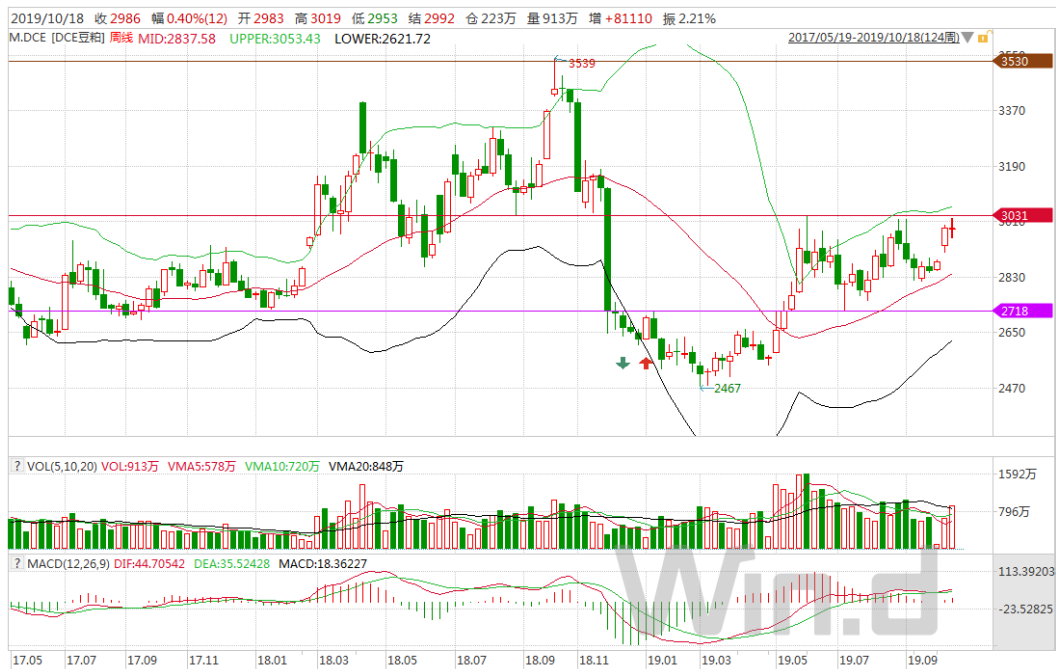 2019/10/18 收 2986 幅 0.40%(12) 开 2983 高 3019 低 2953 结 2992 仓 223万 量 913万 增 +81110 振 2.21%
M.DCE [DCE豆粕] 周线 MID:2837.58 UPPER:3053.43 LOWER:2621.72 2017/05/19-2019/10/18(124周)
3530
3539
3370
3190
3031
2830
2718
2650
2467
2470
? VOL(5,10,20) VOL:913万 VMA5:578万 VMA10:720万 VMA20:848万
1592万
796万
? MACD(12,26,9) DIF:44.70542 DEA:35.52428 MACD:18.36227
113.39203
-23.52825
Win.d
17.05 17.07 17.09 17.11 18.01 18.03 18.05 18.07 18.09 18.11 19.01 19.03 19.05 19.07 19.09